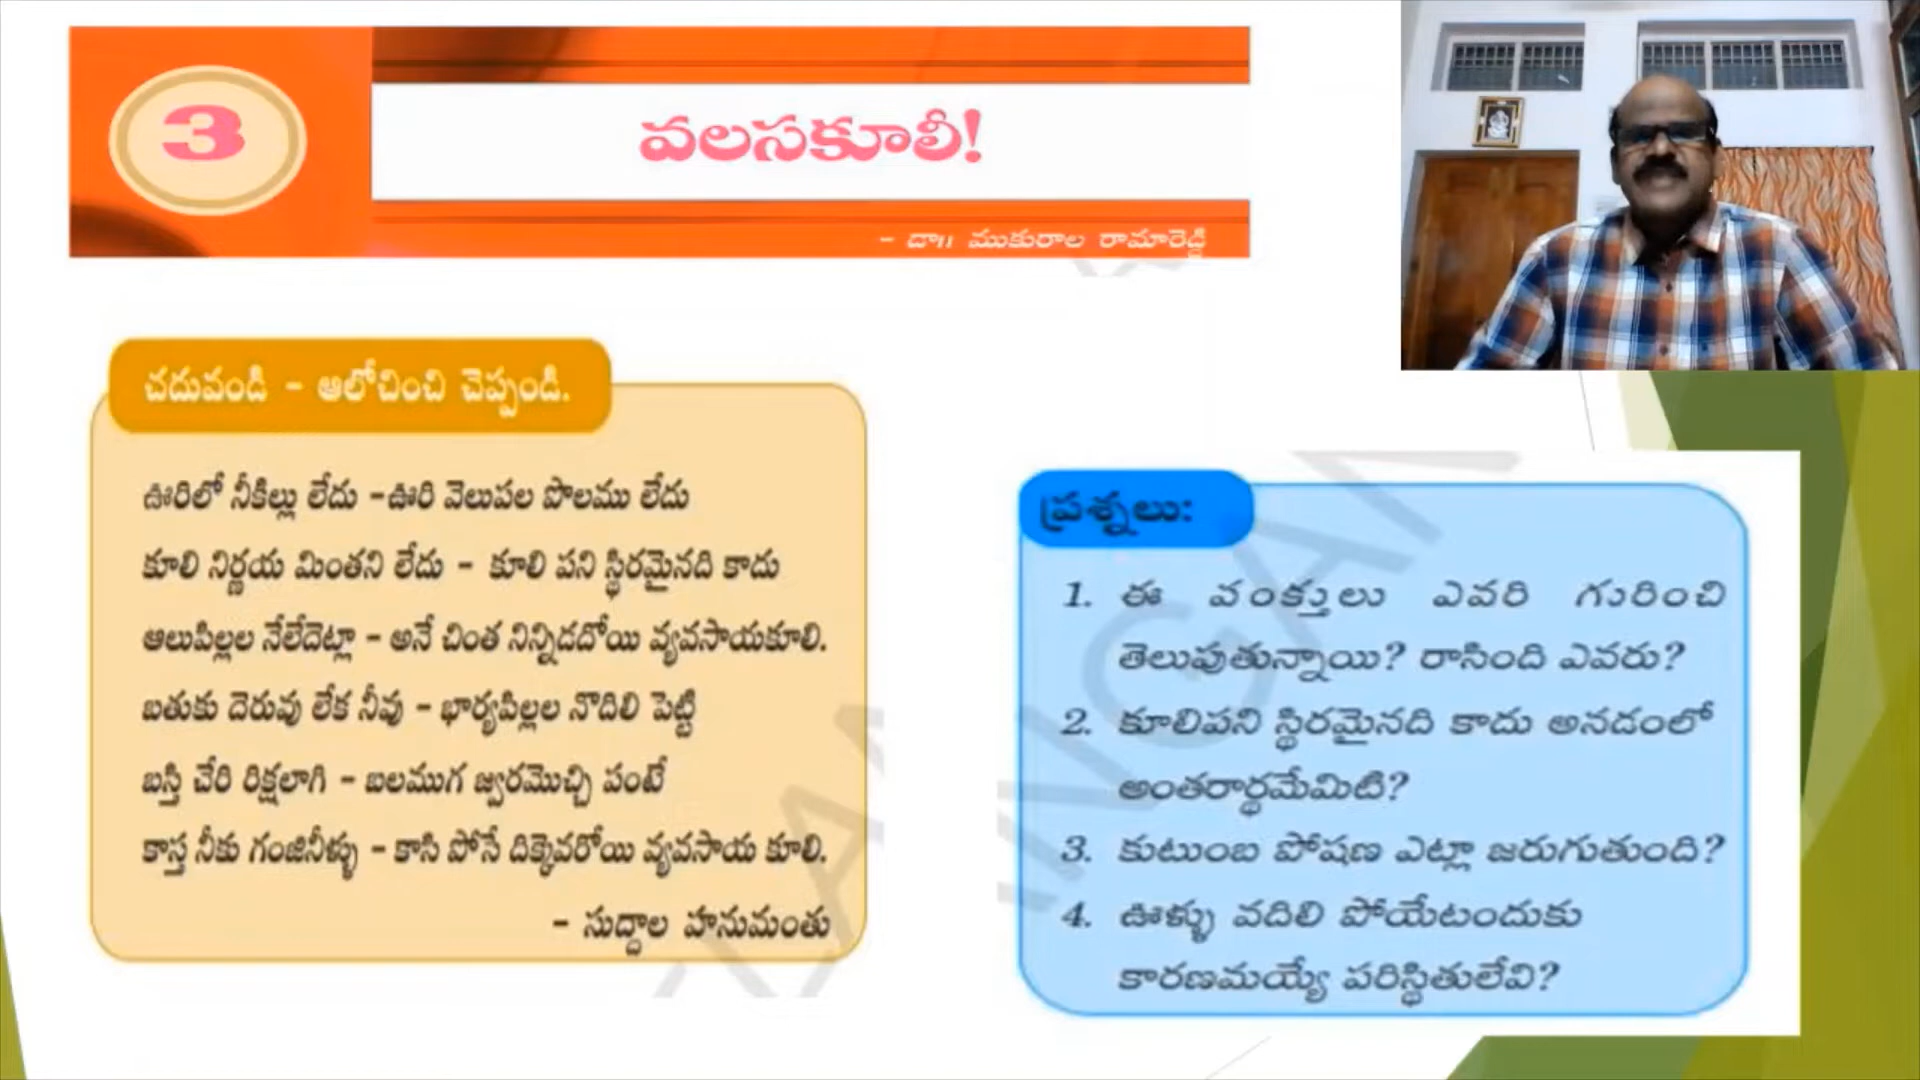 3
వలసకూలీ!
- డా॥ ముకురాల రామారెడ్డి
చదువండి - ఆలోచించి చెప్పండి.
ఊరిలో నీకిల్లు లేదు -ఊరి వెలుపల పొలము లేదు
కూలి నిర్ణయ మింతని లేదు - కూలి పని స్థిరమైనది కాదు
ఆలుపిల్లల నేలేదెట్లా - అనే చింత నిన్నిడదోయి వ్యవసాయకూలి.
బతుకు దెరువు లేక నీవు - భార్యపిల్లల నొదిలి పెట్టి
బస్తి చేరి రిక్షలాగి - బలముగ జ్వరమొచ్చి పంటే
కాస్త నీకు గంజినీళ్ళు - కాసి పోసే దిక్కెవరోయి వ్యవసాయ కూలి.
- సుద్దాల హనుమంతు
ప్రశ్నలు:
1. ఈ వంక్తులు ఎవరి గురించి
తెలుపుతున్నాయి? రాసింది ఎవరు?
2. కూలిపని స్థిరమైనది కాదు అనడంలో
అంతరార్థమేమిటి?
3. కుటుంబ పోషణ ఎట్లా జరుగుతుంది?
4. ఊళ్ళు వదిలి పోయేటందుకు
కారణమయ్యే పరిస్థితులేవి?